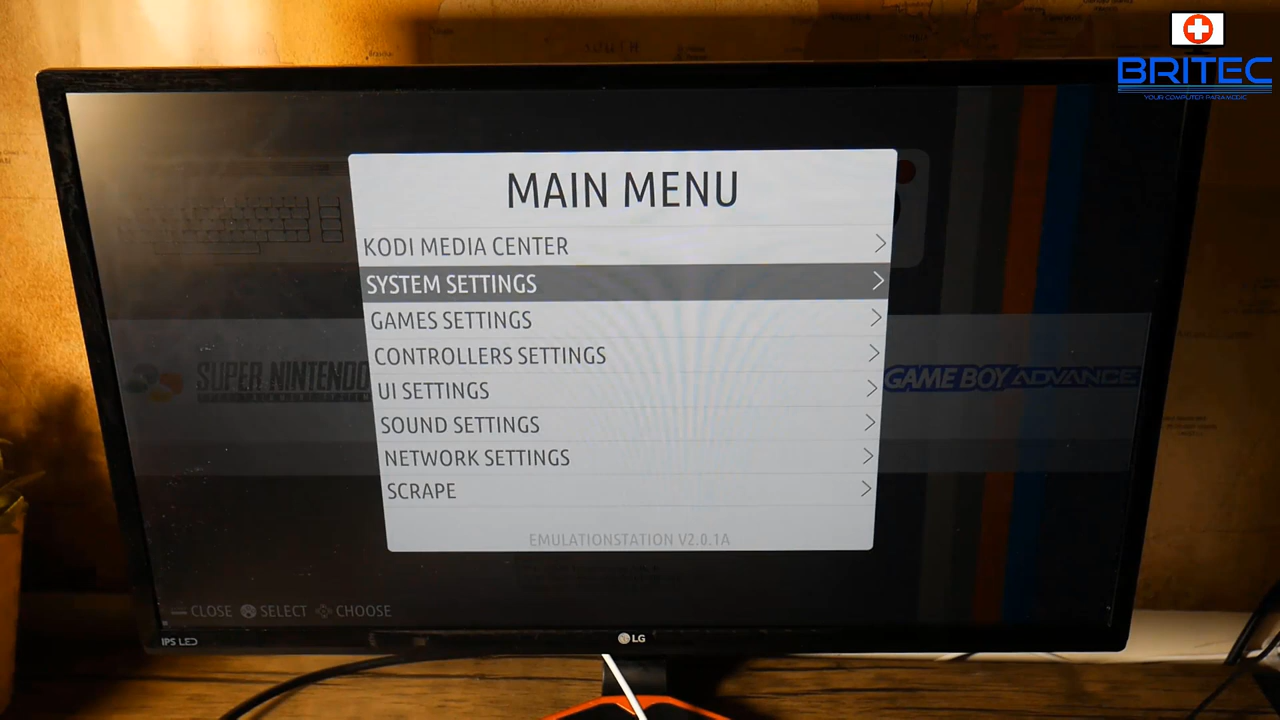 SOUTH
BRITEC
YOUR COMPUTER PARAMEDIC
MAIN MENU
KODI MEDIA CENTER
SYSTEM SETTINGS
GAMES SETTINGS
CONTROLLERS SETTINGS
UI SETTINGS
SOUND SETTINGS
NETWORK SETTINGS
SCRAPE
EMULATIONSTATION V2.0.1A
SUPER NINTENDO
GAME BOY ADVANCE
CLOSE SELECT CHOOSE
IPS LED
LG